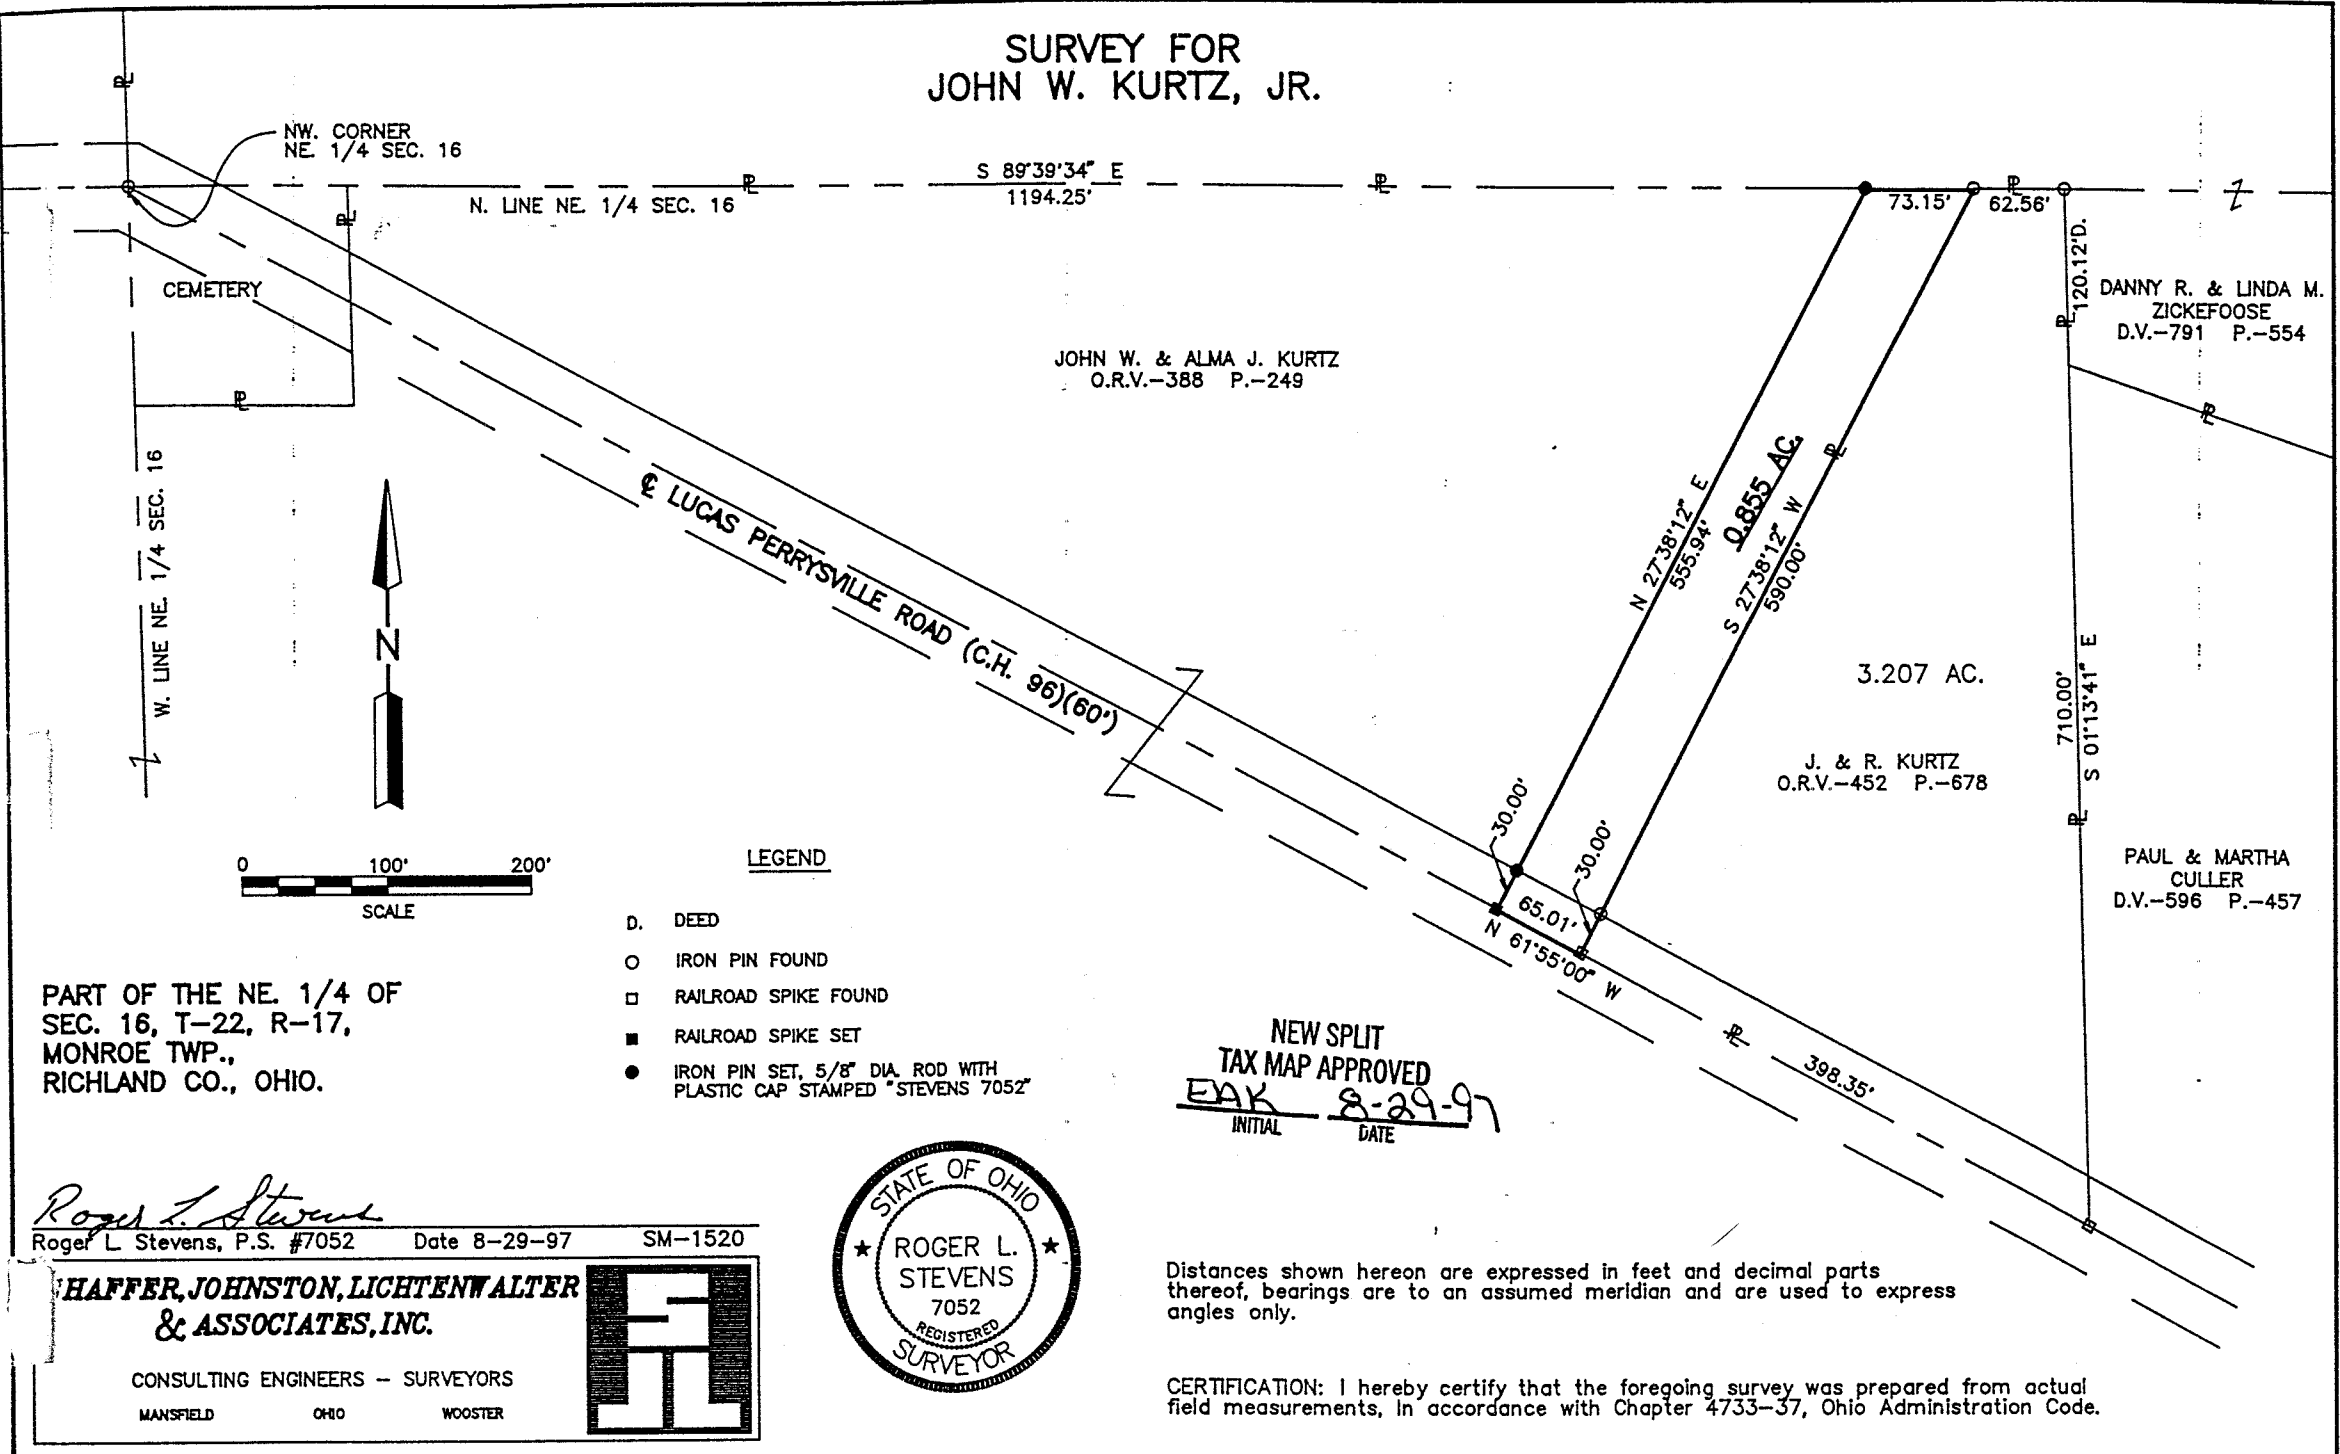 SURVEY FOR
JOHN W. KURTZ, JR.
NW. CORNER
NE. 1/4 SEC. 16
S 89°39'34" E
1194.25'
N. LINE NE. 1/4 SEC. 16
73.15'
62.56'
120.12'D.
CEMETERY
DANNY R. & LINDA M.
ZICKEFOOSE
D.V.-791 P.-554
JOHN W. & ALMA J. KURTZ
O.R.V.-388 P.-249
W. LINE NE. 1/4 SEC. 16
℄ LUCAS PERRYSVILLE ROAD (C.H. 96)(60')
N 27°38'12" E
555.94'
0.855 AC.
S 27°38'12" W
590.00'
N
3.207 AC.
710.00'
S 01°13'41" E
J. & R. KURTZ
O.R.V.-452 P.-678
30.00'
30.00'
65.01'
N 61°55'00" W
398.35'
PAUL & MARTHA
CULLER
D.V.-596 P.-457
0 100' 200'
SCALE
LEGEND
D. DEED
IRON PIN FOUND
RAILROAD SPIKE FOUND
RAILROAD SPIKE SET
IRON PIN SET, 5/8" DIA. ROD WITH
PLASTIC CAP STAMPED "STEVENS 7052"
PART OF THE NE. 1/4 OF
SEC. 16, T-22, R-17,
MONROE TWP.,
RICHLAND CO., OHIO.
NEW SPLIT
TAX MAP APPROVED
EAK 8-29-97
INITIAL DATE
Roger L. Stevens
Roger L. Stevens, P.S. #7052 Date 8-29-97 SM-1520
HAFFER, JOHNSTON, LICHTENWALTER
& ASSOCIATES, INC.
CONSULTING ENGINEERS - SURVEYORS
MANSFIELD OHIO WOOSTER
STATE OF OHIO
ROGER L.
STEVENS
7052
REGISTERED
SURVEYOR
Distances shown hereon are expressed in feet and decimal parts
thereof, bearings are to an assumed meridian and are used to express
angles only.
CERTIFICATION: I hereby certify that the foregoing survey was prepared from actual
field measurements, in accordance with Chapter 4733-37, Ohio Administration Code.